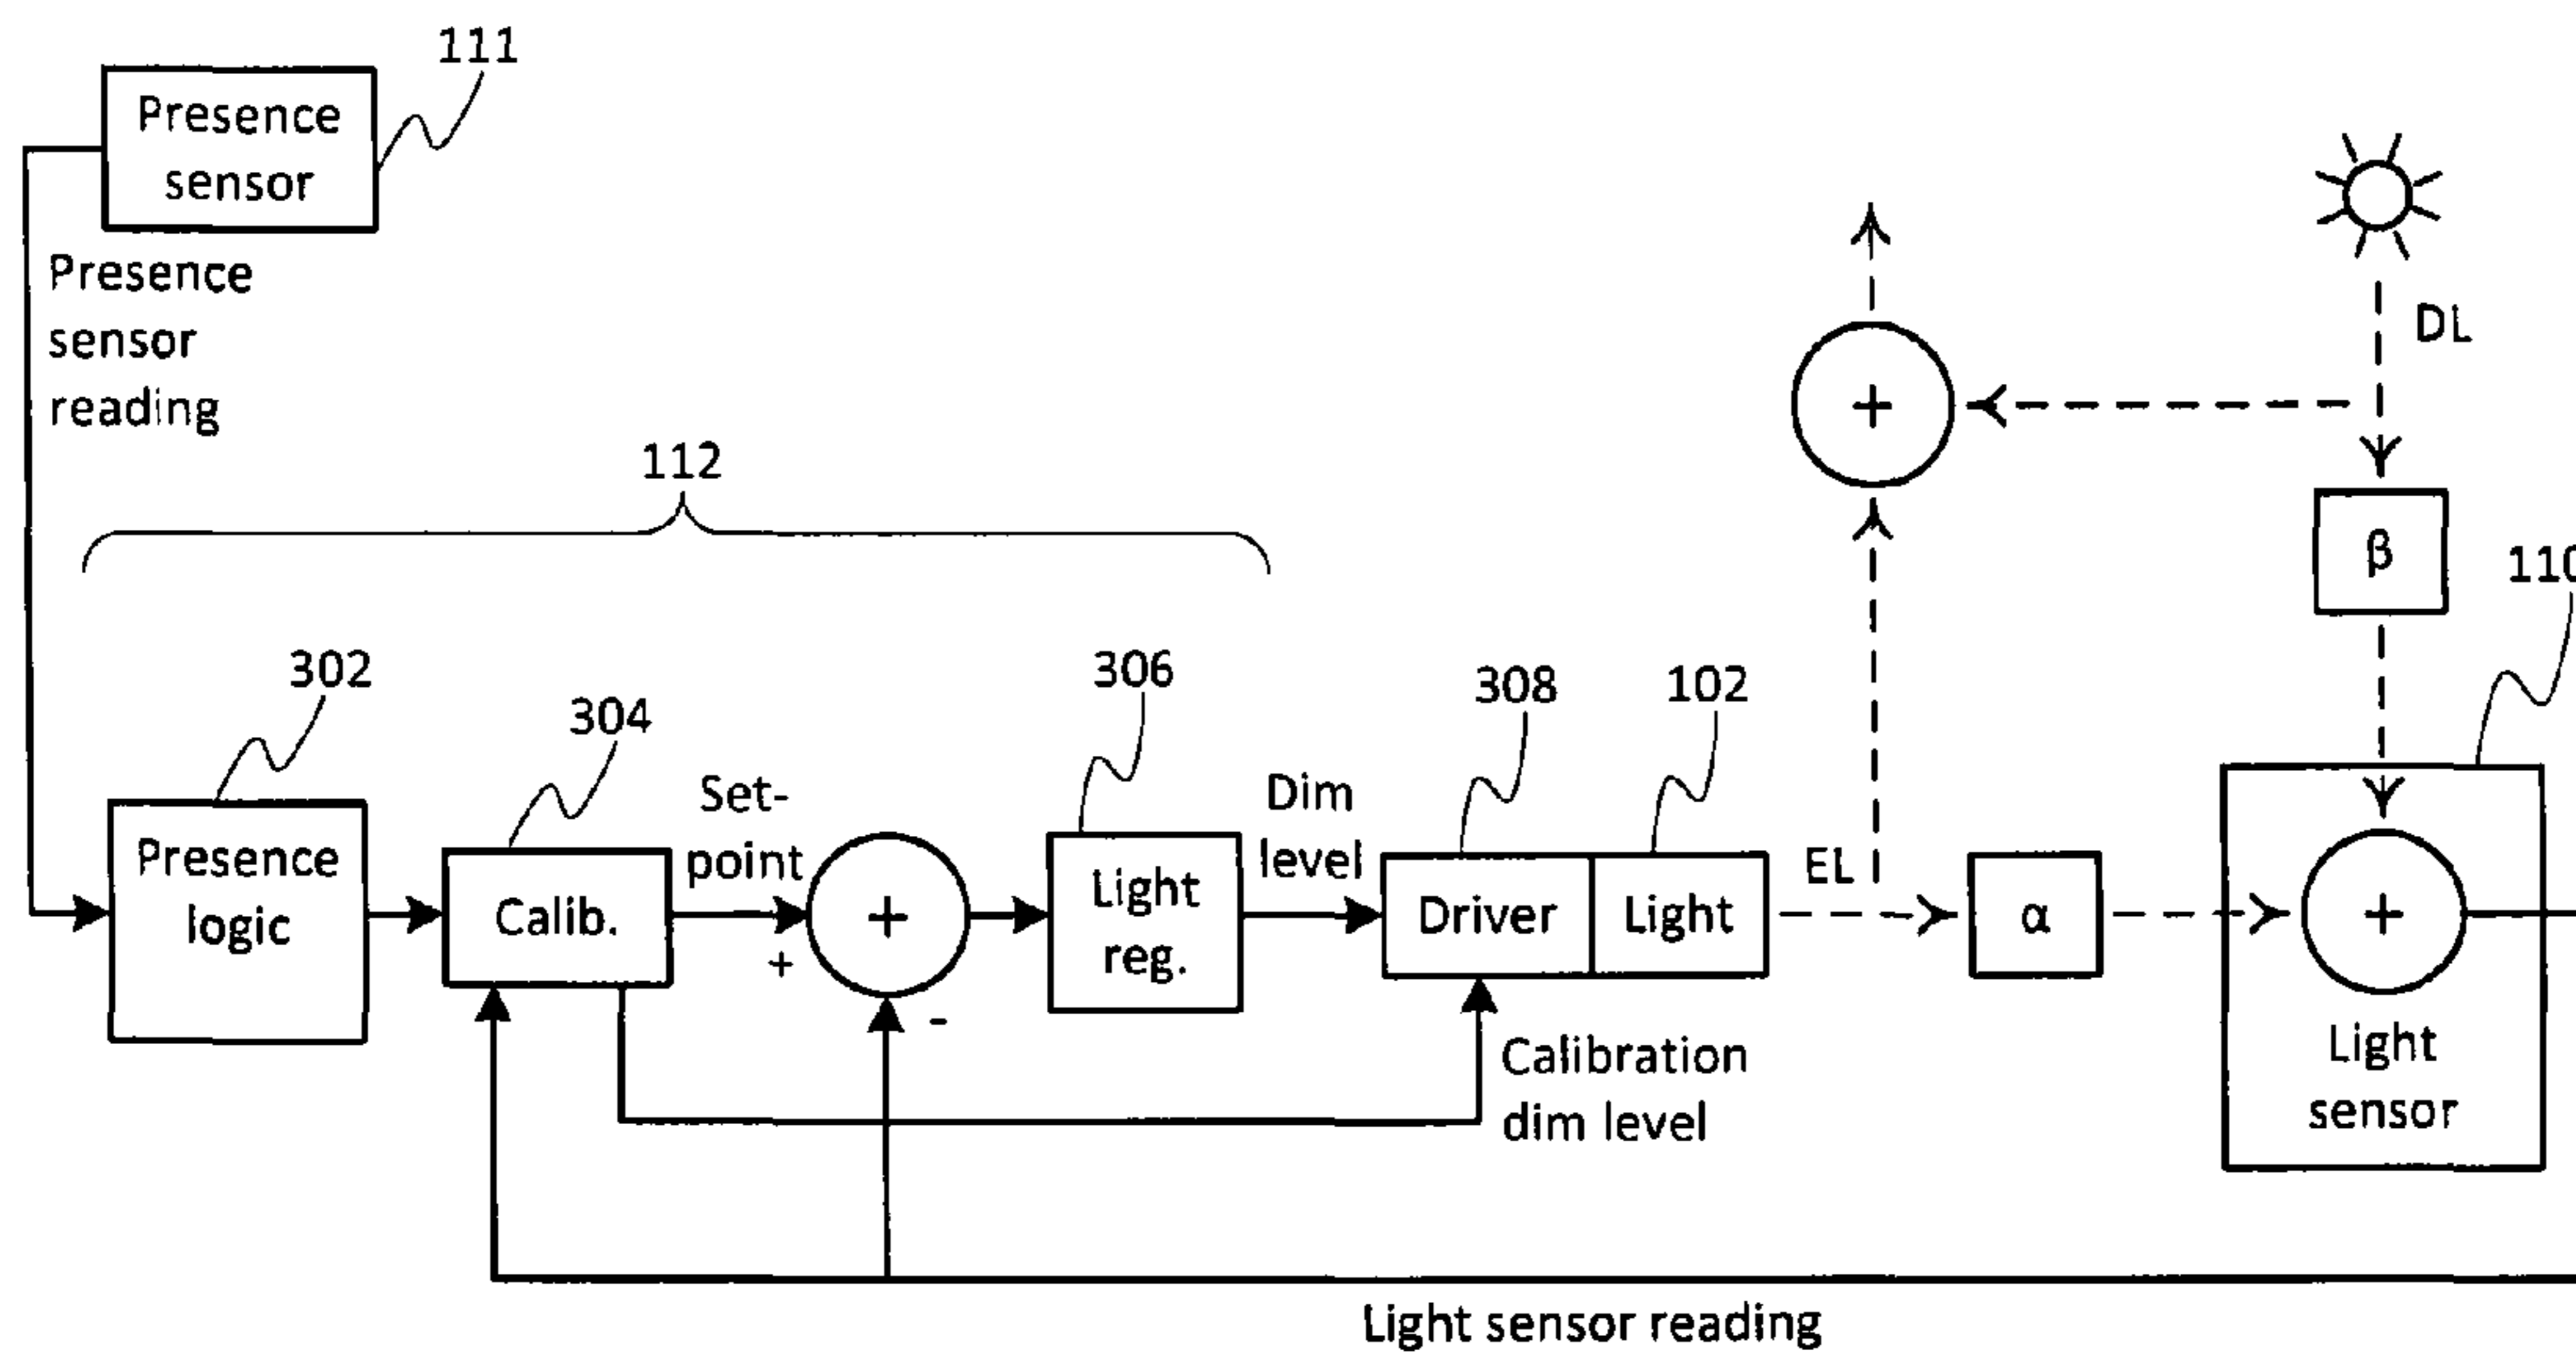 111
Presence
sensor
Presence
sensor
reading
DL
+
112
β
110
302
304
306
308
102
Set-
point
Dim
level
EL
Presence
logic
Calib.
+
+
-
Light
reg.
Driver
Light
α
+
Light
sensor
Calibration
dim level
Light sensor reading